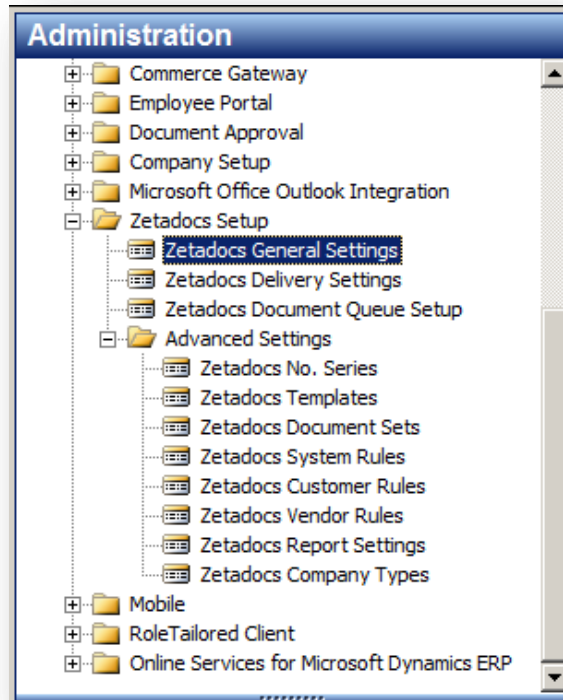 Administration
Commerce Gateway
Employee Portal
Document Approval
Company Setup
Microsoft Office Outlook Integration
Zetadocs Setup
Zetadocs General Settings
Zetadocs Delivery Settings
Zetadocs Document Queue Setup
Advanced Settings
Zetadocs No. Series
Zetadocs Templates
Zetadocs Document Sets
Zetadocs System Rules
Zetadocs Customer Rules
Zetadocs Vendor Rules
Zetadocs Report Settings
Zetadocs Company Types
Mobile
RoleTailored Client
Online Services for Microsoft Dynamics ERP